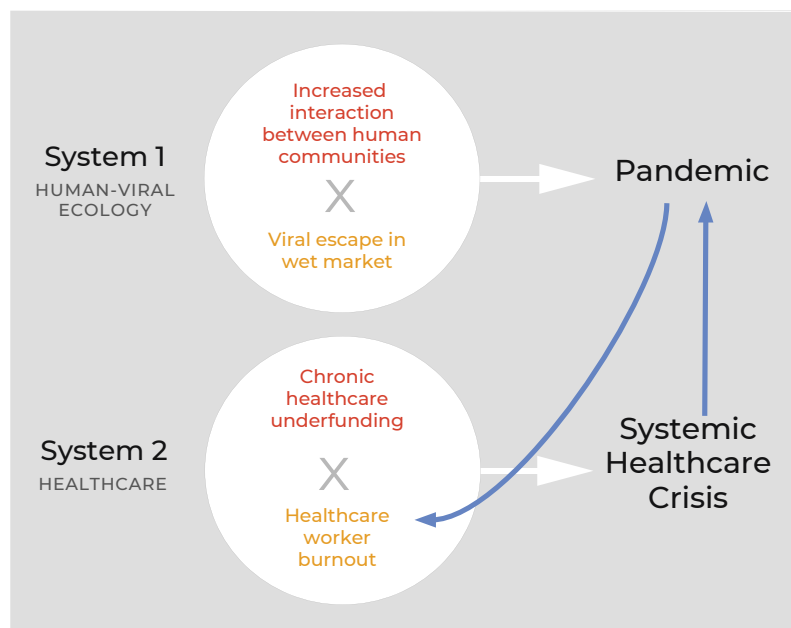 System 1
HUMAN-VIRAL
ECOLOGY
Increased
interaction
between human
communities
X
Viral escape in
wet market
Pandemic
System 2
HEALTHCARE
Chronic
healthcare
underfunding
X
Healthcare
worker
burnout
Systemic
Healthcare
Crisis